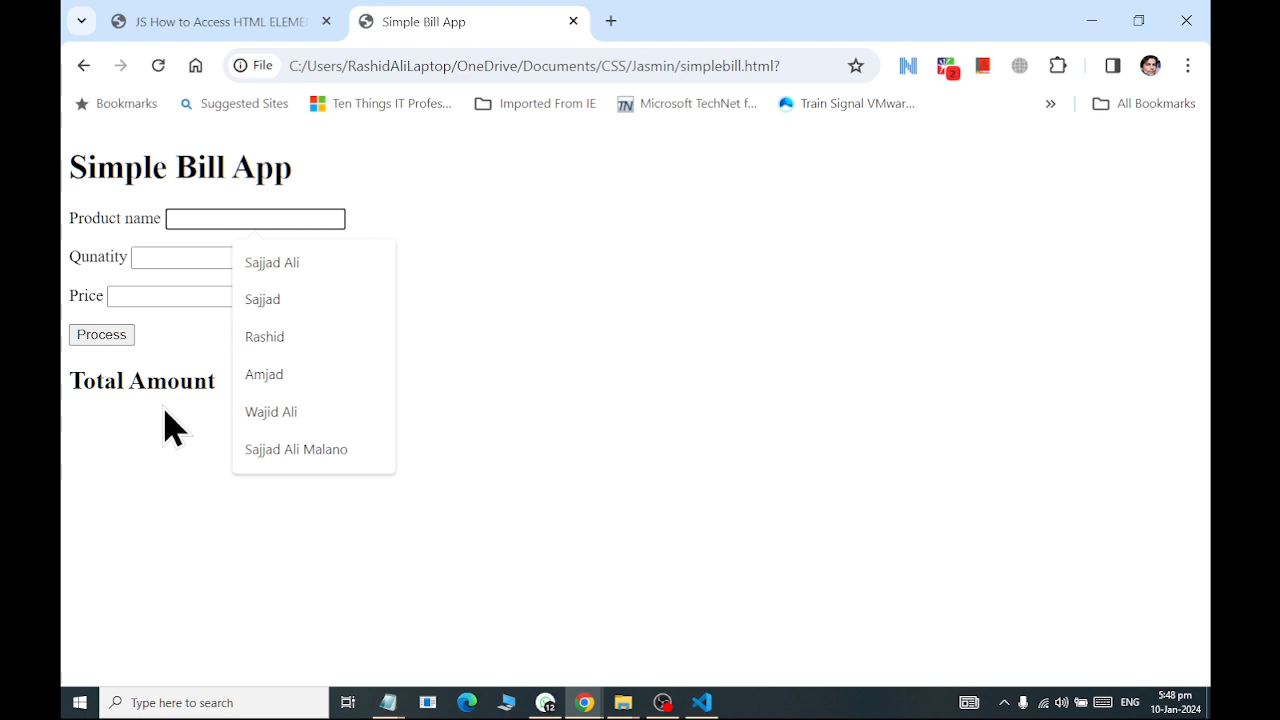 JS How to Access HTML ELEME
Simple Bill App
File
C:/Users/RashidAliLaptop/OneDrive/Documents/CSS/Jasmin/simplebill.html?
2
Bookmarks
Suggested Sites
Ten Things IT Profes...
Imported From IE
TN
Microsoft TechNet f...
Train Signal VMwar...
»
All Bookmarks
Simple Bill App
Product name
Qunatity
Price
Process
Total Amount
Sajjad Ali
Sajjad
Rashid
Amjad
Wajid Ali
Sajjad Ali Malano
Type here to search
12
ENG
5:48 pm
10-Jan-2024